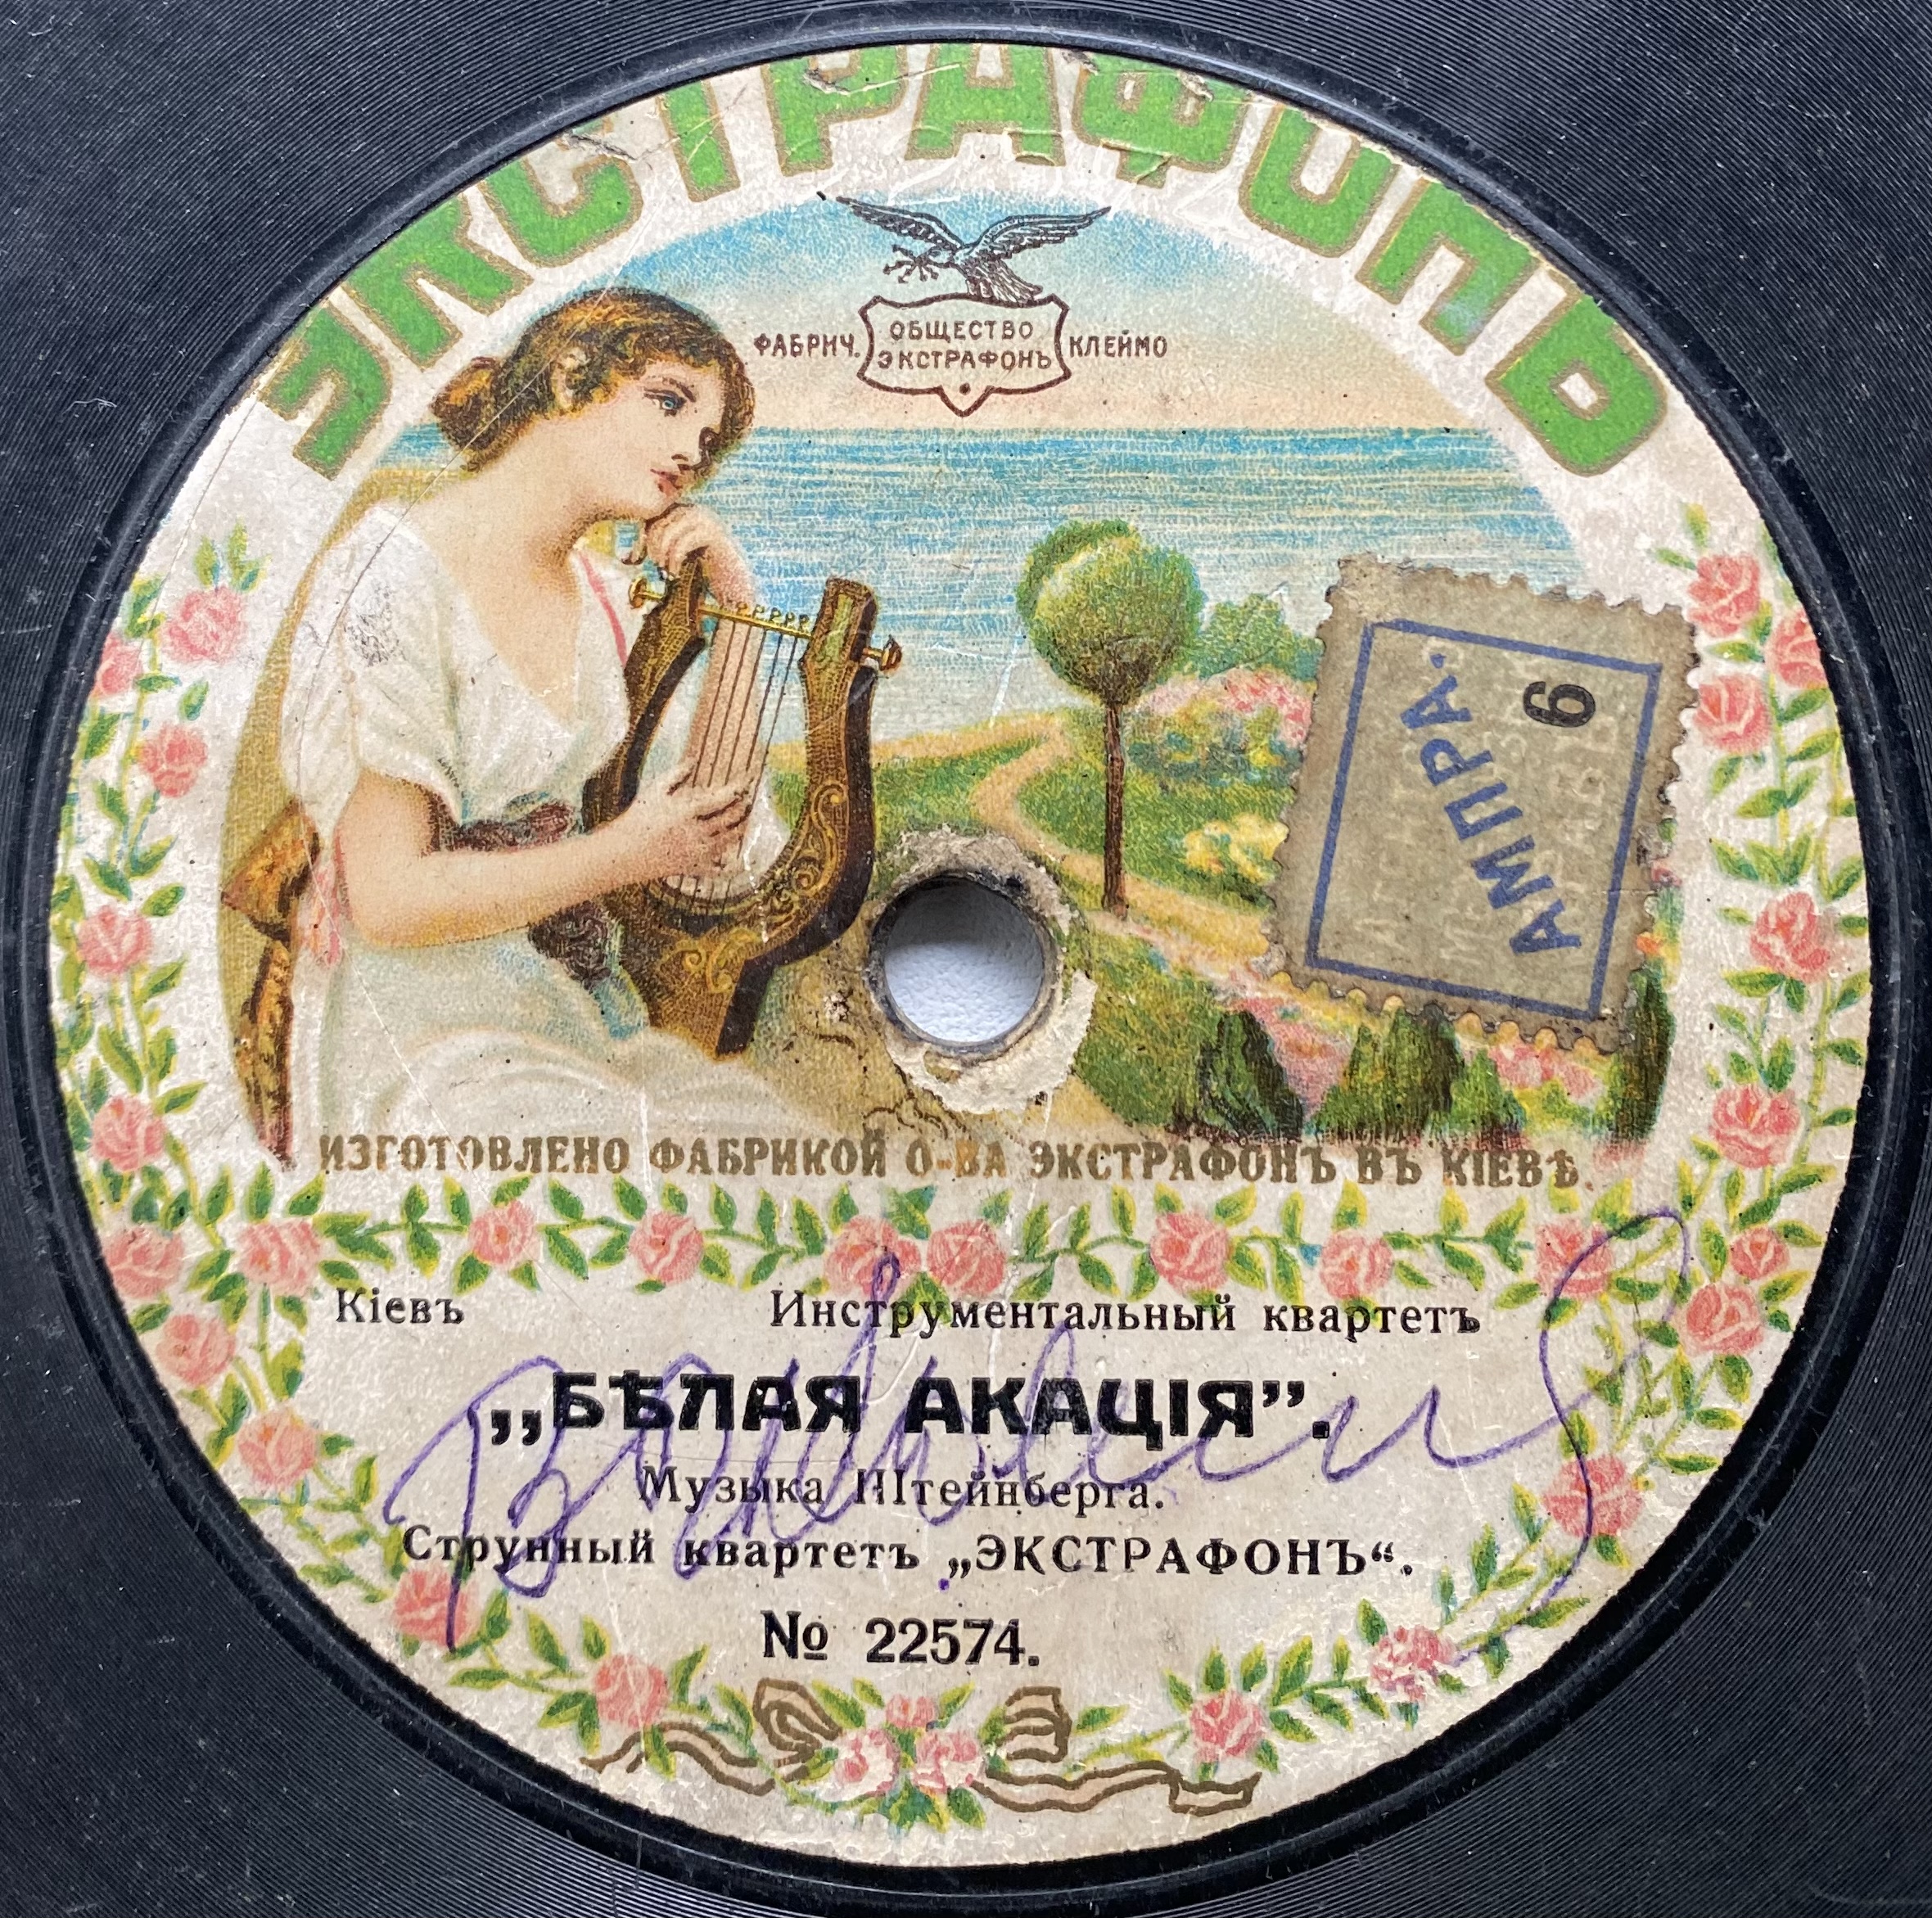 ЭКСТРАФОНЪ
ФАБРИЧ. ОБЩЕСТВО ЭКСТРАФОНЪ КЛЕЙМО
АМПРА.
6
ИЗГОТОВЛЕНО ФАБРИКОЙ О-ВА ЭКСТРАФОНЪ ВЪ КІЕВѢ.
Кіевъ Инструментальный квартетъ
„БѢЛАЯ АКАЦІЯ”.
Музыка Штейнберга.
Струнный квартетъ „ЭКСТРАФОНЪ“.
№ 22574.